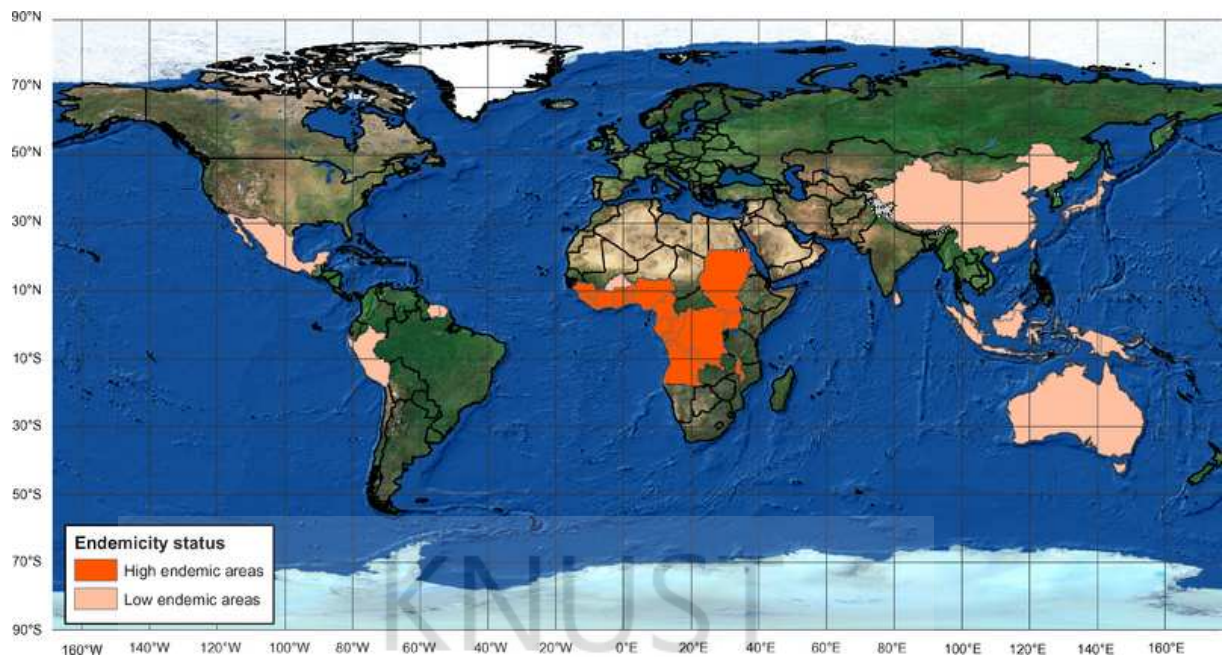 90°N
70°N
50°N
30°N
10°N
10°S
30°S
50°S
70°S
90°S
Endemicity status
High endemic areas
Low endemic areas
KNUST
160°W 140°W 120°W 100°W 80°W 60°W 40°W 20°W 0°E 20°E 40°E 60°E 80°E 100°E 120°E 140°E 160°E